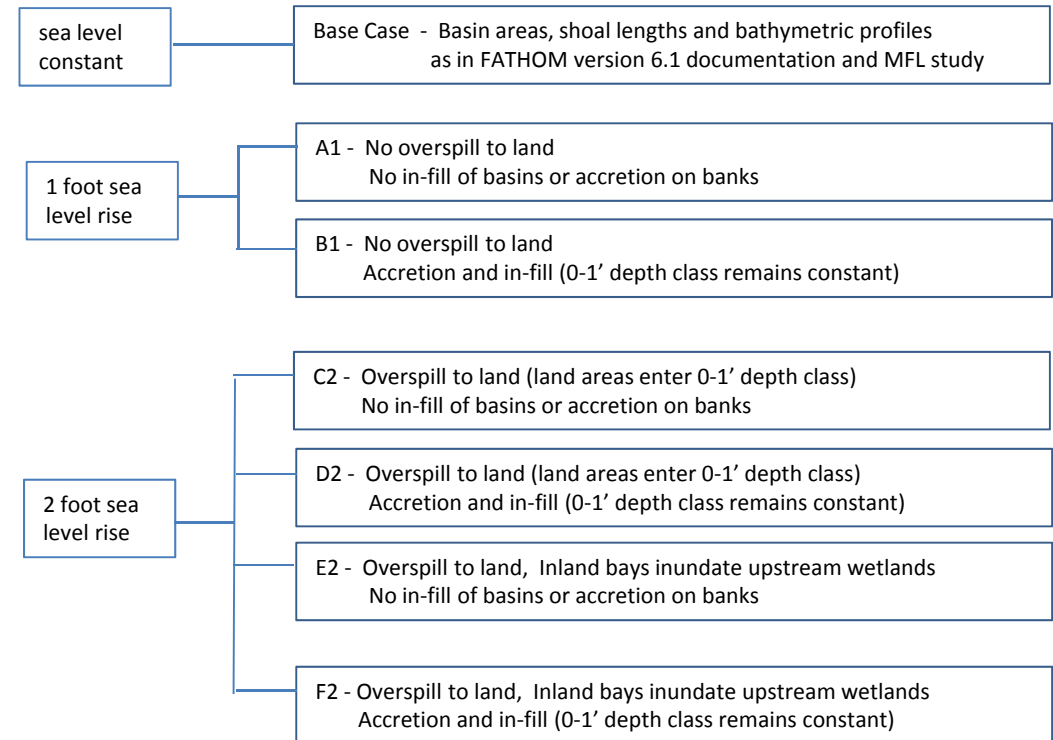 sea level
constant
Base Case - Basin areas, shoal lengths and bathymetric profiles
as in FATHOM version 6.1 documentation and MFL study
1 foot sea
level rise
A1 - No overspill to land
No in-fill of basins or accretion on banks
B1 - No overspill to land
Accretion and in-fill (0-1’ depth class remains constant)
2 foot sea
level rise
C2 - Overspill to land (land areas enter 0-1’ depth class)
No in-fill of basins or accretion on banks
D2 - Overspill to land (land areas enter 0-1’ depth class)
Accretion and in-fill (0-1’ depth class remains constant)
E2 - Overspill to land, Inland bays inundate upstream wetlands
No in-fill of basins or accretion on banks
F2 - Overspill to land, Inland bays inundate upstream wetlands
Accretion and in-fill (0-1’ depth class remains constant)